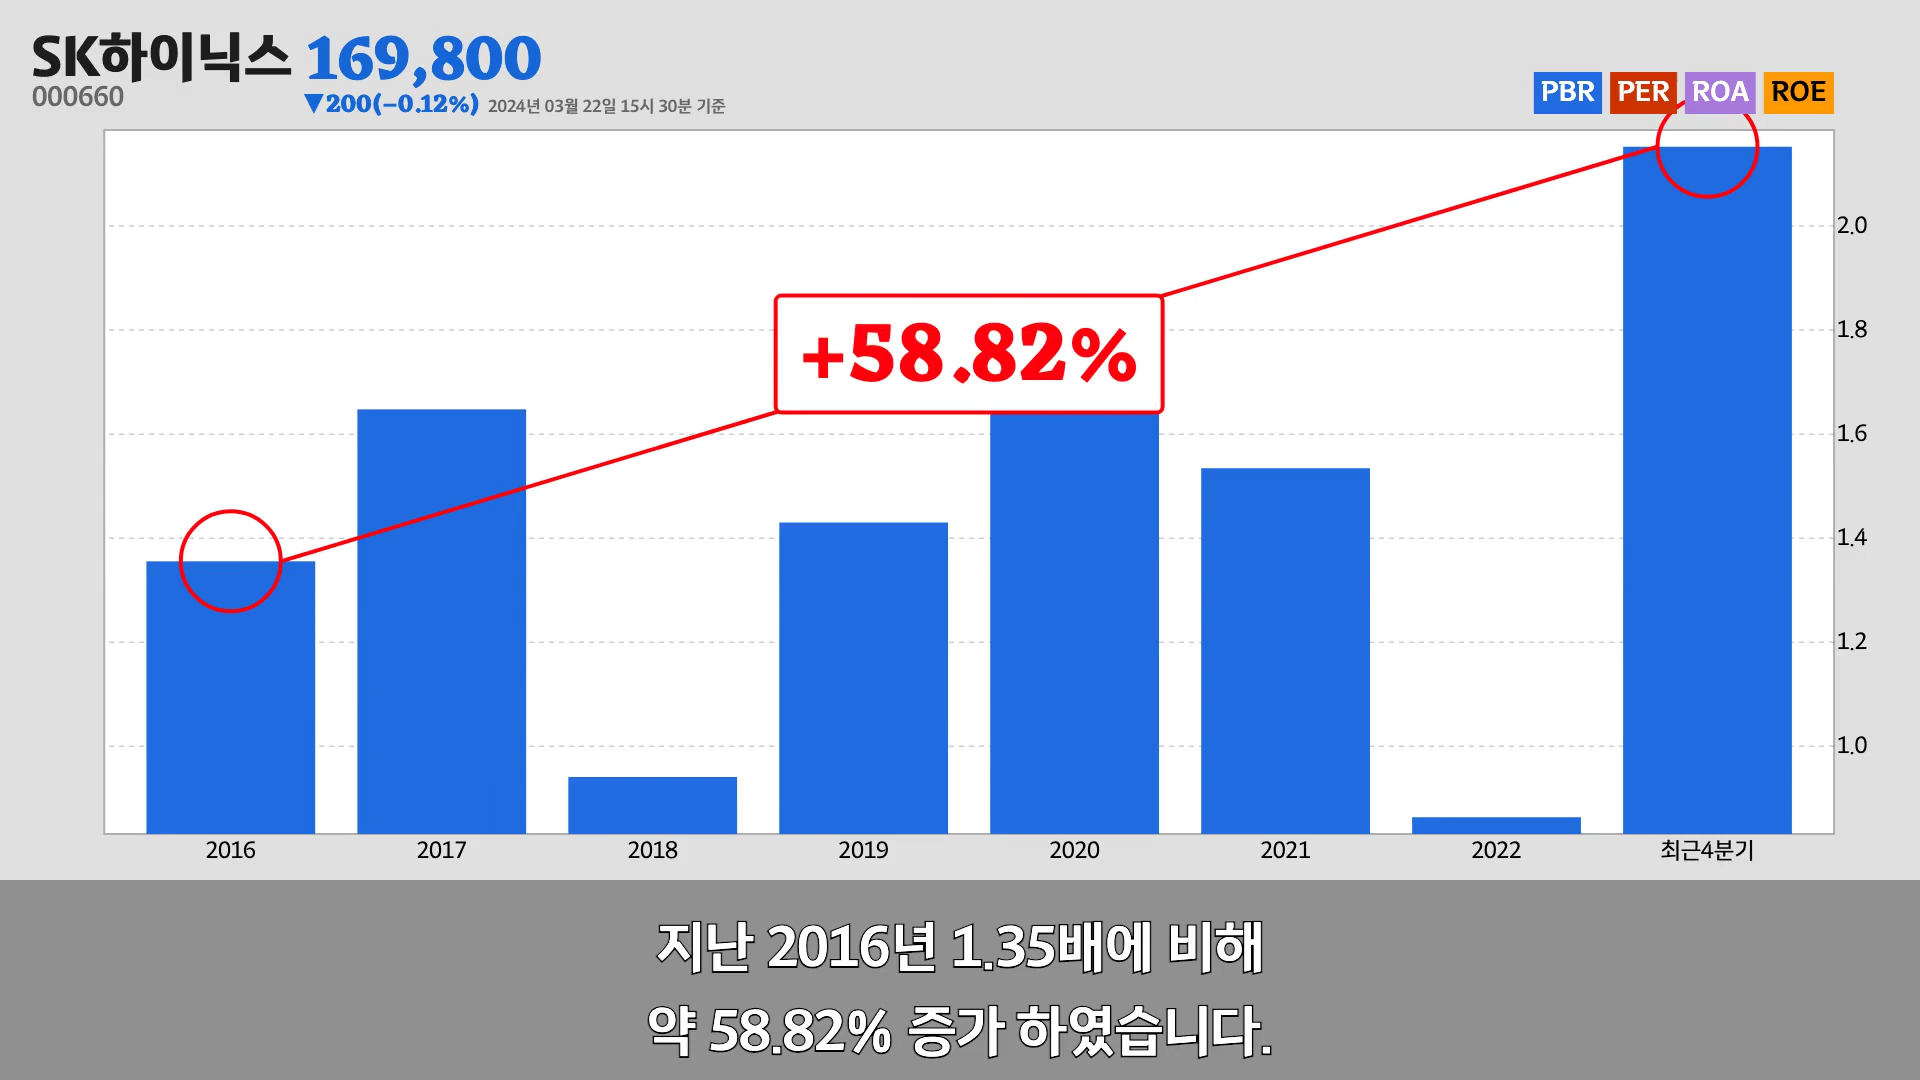 SK하이닉스 169,800
000660
▼200(-0.12%) 2024년 03월 22일 15시 30분 기준
PBR PER ROA ROE
2.0
1.8
+58.82%
1.6
1.4
1.2
1.0
2016 2017 2018 2019 2020 2021 2022 최근4분기
지난 2016년 1.35배에 비해
약 58.82% 증가 하였습니다.